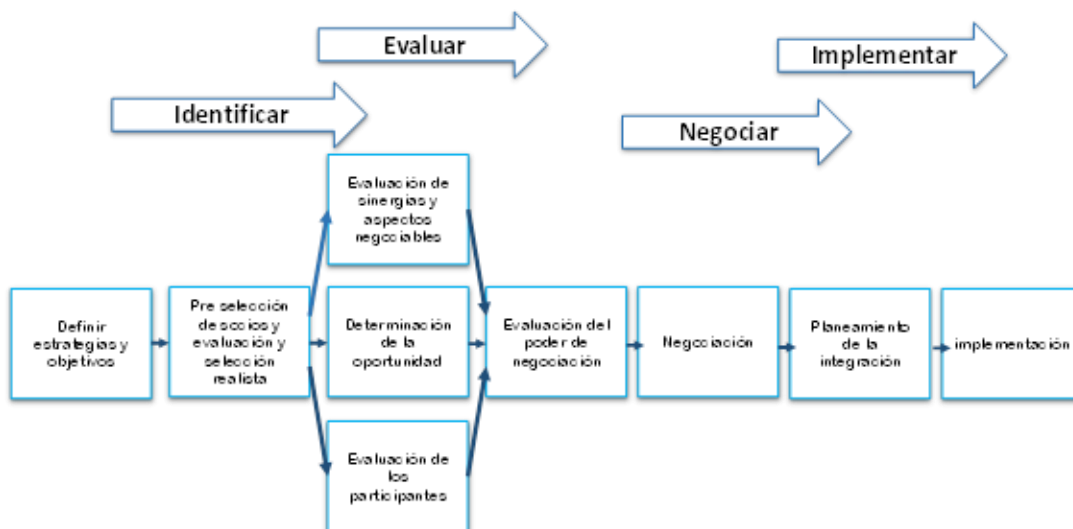 Evaluar
Implementar
Identificar
Negociar
Evaluación de
sinergías y
aspectos
negociables
Definir
estrategias y
objetivos
Pre selección
de socios y
evaluación y
selección
realista
Determinación
de la
oportunidad
Evaluación del
poder de
negociación
Negociación
Planeamiento
de la
integración
implementación
Evaluación de
los
participantes